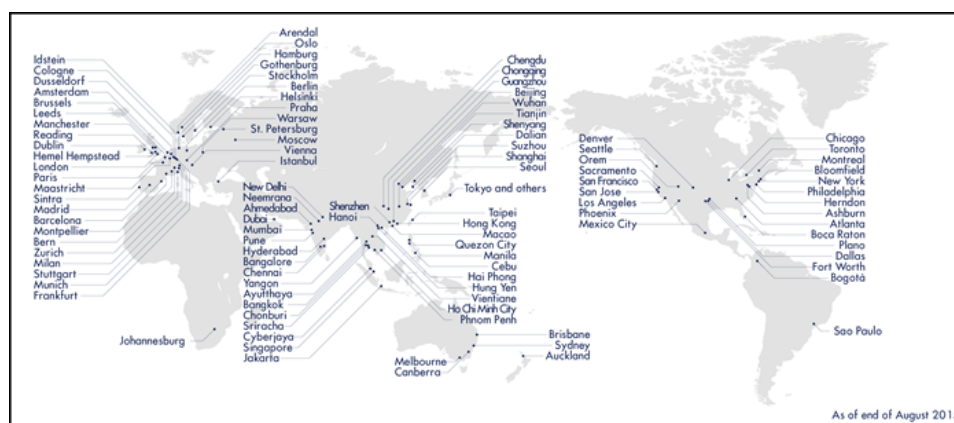 Arendal
Oslo
Hamburg
Gothenburg
Stockholm
Berlin
Helsinki
Praha
Warsaw
St. Petersburg
Moscow
Vienna
Istanbul
Idstein
Cologne
Dusseldorf
Amsterdam
Brussels
Leeds
Manchester
Reading
Dublin
Hemel Hempstead
London
Paris
Maastricht
Sintra
Madrid
Barcelona
Montpellier
Bern
Zurich
Milan
Stuttgart
Munich
Frankfurt
Johannesburg
New Delhi
Neemrana
Ahmedabad
Dubai
Mumbai
Pune
Hyderabad
Bangalore
Chennai
Yangon
Ayutthaya
Bangkok
Chonburi
Sriracha
Cyberjaya
Singapore
Jakarta
Shenzhen
Hanoi
Chengdu
Chongqing
Guangzhou
Beijing
Wuhan
Tianjin
Shenyang
Dalian
Suzhou
Shanghai
Seoul
Tokyo and others
Taipei
Hong Kong
Macao
Quezon City
Manila
Cebu
Hai Phong
Hung Yen
Vientiane
Ho Chi Minh City
Phnom Penh
Brisbane
Sydney
Auckland
Melbourne
Canberra
Denver
Seattle
Orem
Sacramento
San Francisco
San Jose
Los Angeles
Phoenix
Mexico City
Chicago
Toronto
Montreal
Bloomfield
New York
Philadelphia
Herndon
Ashburn
Atlanta
Boca Raton
Plano
Dallas
Fort Worth
Bogotá
Sao Paulo
As of end of August